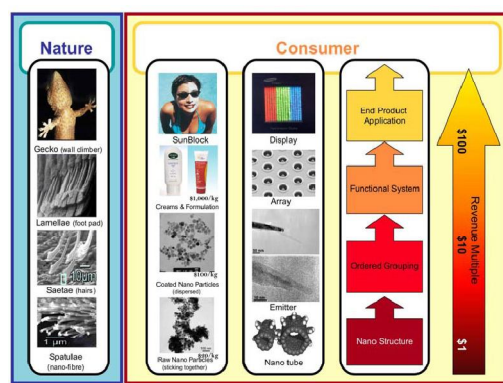 Nature
Consumer
Gecko (wall climber)
Lamellae (foot pad)
10µm
Saetae (hairs)
1 µm
Spatulae
(nano-fibre)
SunBlock
$1,000/kg
Creams & Formulation
$100/kg
Coated Nano Particles
(dispersed)
Raw Nano Particles
(sticking together)
Display
Array
Emitter
Nano tube
End Product
Application
Functional System
Ordered Grouping
Nano Structure
$100
$10
$1
Revenue Multiple